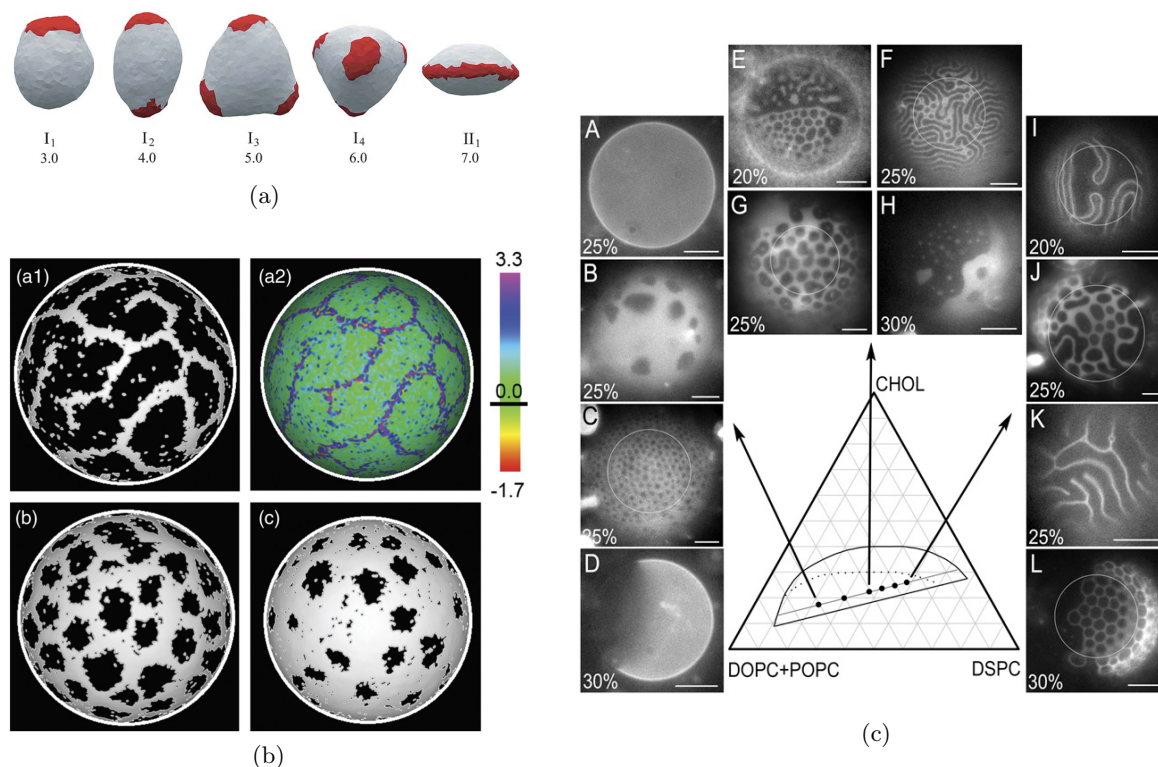 I1 I2 I3 I4 II1
3.0 4.0 5.0 6.0 7.0
(a)
(a1)
(a2)
3.3
0.0
-1.7
(b)
(c)
(b)
A
25%
B
25%
C
25%
D
30%
E
20%
F
25%
G
25%
H
30%
I
20%
J
25%
K
25%
L
30%
CHOL
DOPC+POPC
DSPC
(c)